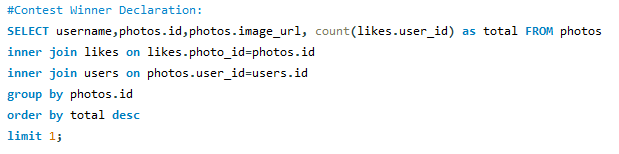 #Contest Winner Declaration:
SELECT username,photos.id,photos.image_url, count(likes.user_id) as total FROM photos
inner join likes on likes.photo_id=photos.id
inner join users on photos.user_id=users.id
group by photos.id
order by total desc
limit 1;